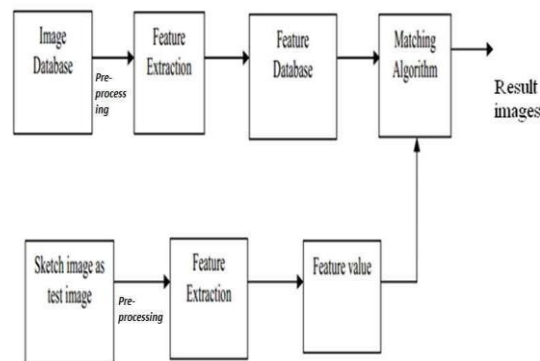 Image
Database
Pre-
process
ing
Feature
Extraction
Feature
Database
Matching
Algorithm
Result
images
Sketch image as
test image
Pre-
processing
Feature
Extraction
Feature value